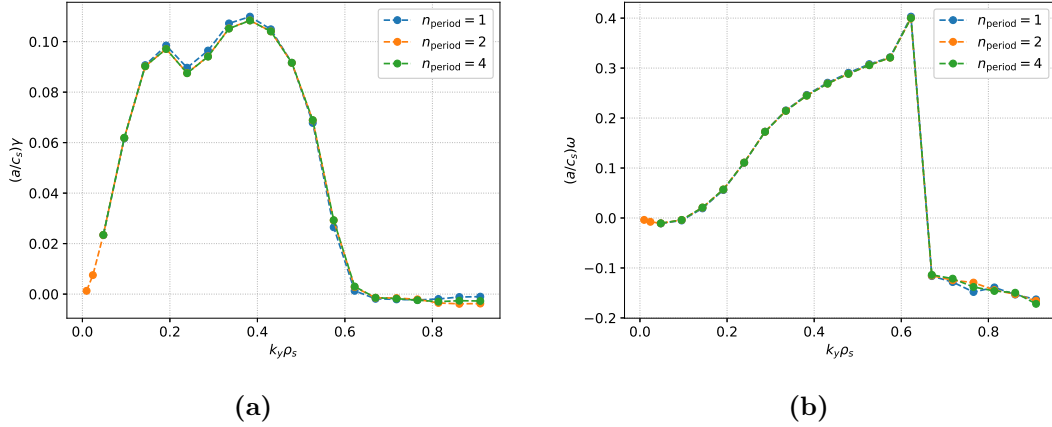 0.10
0.08
0.06
0.04
0.02
0.00
(a/c_s)γ
0.0 0.2 0.4 0.6 0.8
k_yρ_s
n_period = 1
n_period = 2
n_period = 4
(a)
0.4
0.3
0.2
0.1
0.0
−0.1
−0.2
(a/c_s)ω
0.0 0.2 0.4 0.6 0.8
k_yρ_s
n_period = 1
n_period = 2
n_period = 4
(b)